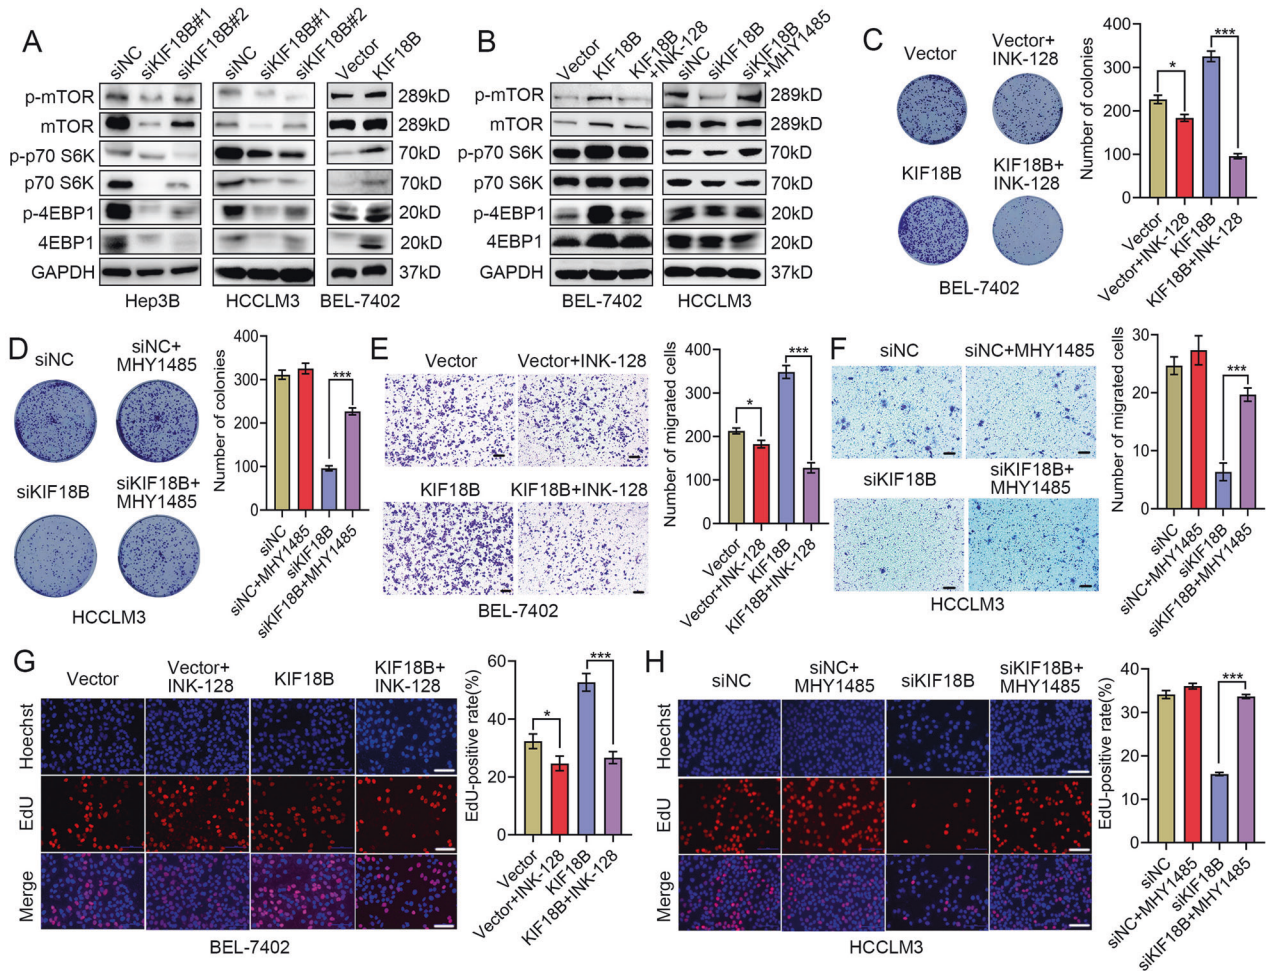 A
siNC
siKIF18B#1
siKIF18B#2
siNC
siKIF18B#1
siKIF18B#2
Vector
KIF18B
p-mTOR
289kD
mTOR
289kD
p-p70 S6K
70kD
p70 S6K
70kD
p-4EBP1
20kD
4EBP1
20kD
GAPDH
37kD
Hep3B
HCCLM3
BEL-7402
B
Vector
KIF18B
KIF18B
+INK-128
siNC
siKIF18B
siKIF18B
+MHY1485
p-mTOR
289kD
mTOR
289kD
p-p70 S6K
70kD
p70 S6K
70kD
p-4EBP1
20kD
4EBP1
20kD
GAPDH
37kD
BEL-7402
HCCLM3
C
Vector
Vector+
INK-128
KIF18B
KIF18B+
INK-128
BEL-7402
Number of colonies
400
300
200
100
0
*
***
Vector
Vector+INK-128
KIF18B
KIF18B+INK-128
D
siNC
siNC+
MHY1485
siKIF18B
siKIF18B+
MHY1485
HCCLM3
Number of colonies
400
300
200
100
0
***
siNC
siNC+MHY1485
siKIF18B
siKIF18B+MHY1485
E
Vector
Vector+INK-128
KIF18B
KIF18B+INK-128
BEL-7402
Number of migrated cells
400
300
200
100
0
*
***
Vector
Vector+INK-128
KIF18B
KIF18B+INK-128
F
siNC
siNC+MHY1485
siKIF18B
siKIF18B+
MHY1485
HCCLM3
Number of migrated cells
30
20
10
0
***
siNC
siNC+MHY1485
siKIF18B
siKIF18B+MHY1485
G
Vector
Vector+
INK-128
KIF18B
KIF18B+
INK-128
Hoechst
EdU
Merge
BEL-7402
EdU-positive rate(%)
60
40
20
0
*
***
Vector
Vector+INK-128
KIF18B
KIF18B+INK-128
H
siNC
siNC+
MHY1485
siKIF18B
siKIF18B+
MHY1485
Hoechst
EdU
Merge
HCCLM3
EdU-positive rate(%)
40
30
20
10
0
***
siNC
siNC+MHY1485
siKIF18B
siKIF18B+MHY1485